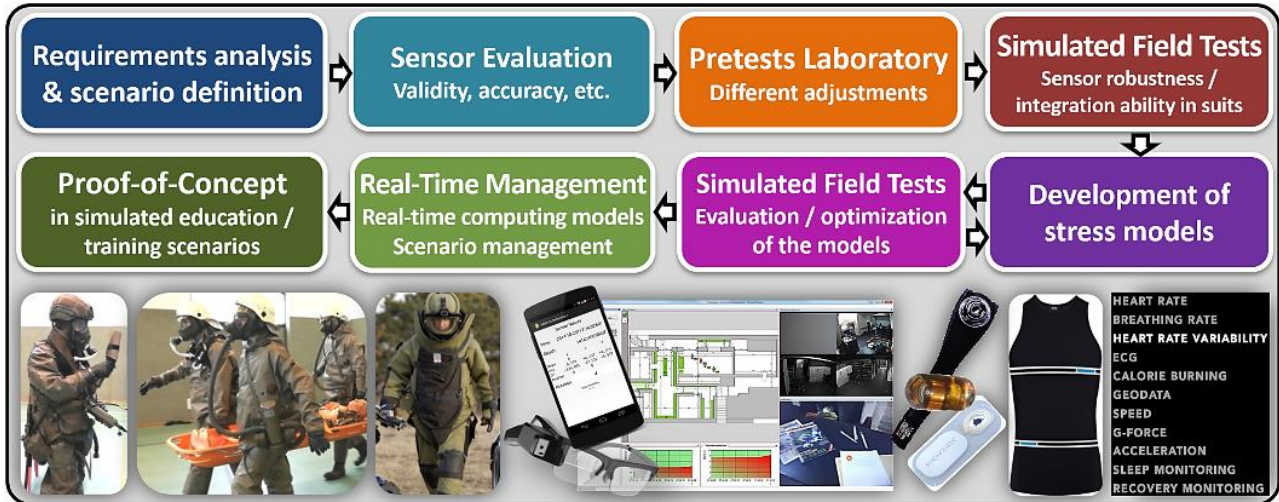 Requirements analysis
& scenario definition
Sensor Evaluation
Validity, accuracy, etc.
Pretests Laboratory
Different adjustments
Simulated Field Tests
Sensor robustness /
integration ability in suits
Proof-of-Concept
in simulated education /
training scenarios
Real-Time Management
Real-time computing models
Scenario management
Simulated Field Tests
Evaluation / optimization
of the models
Development of
stress models
HEART RATE
BREATHING RATE
HEART RATE VARIABILITY
ECG
CALORIE BURNING
GEODATA
SPEED
G-FORCE
ACCELERATION
SLEEP MONITORING
RECOVERY MONITORING